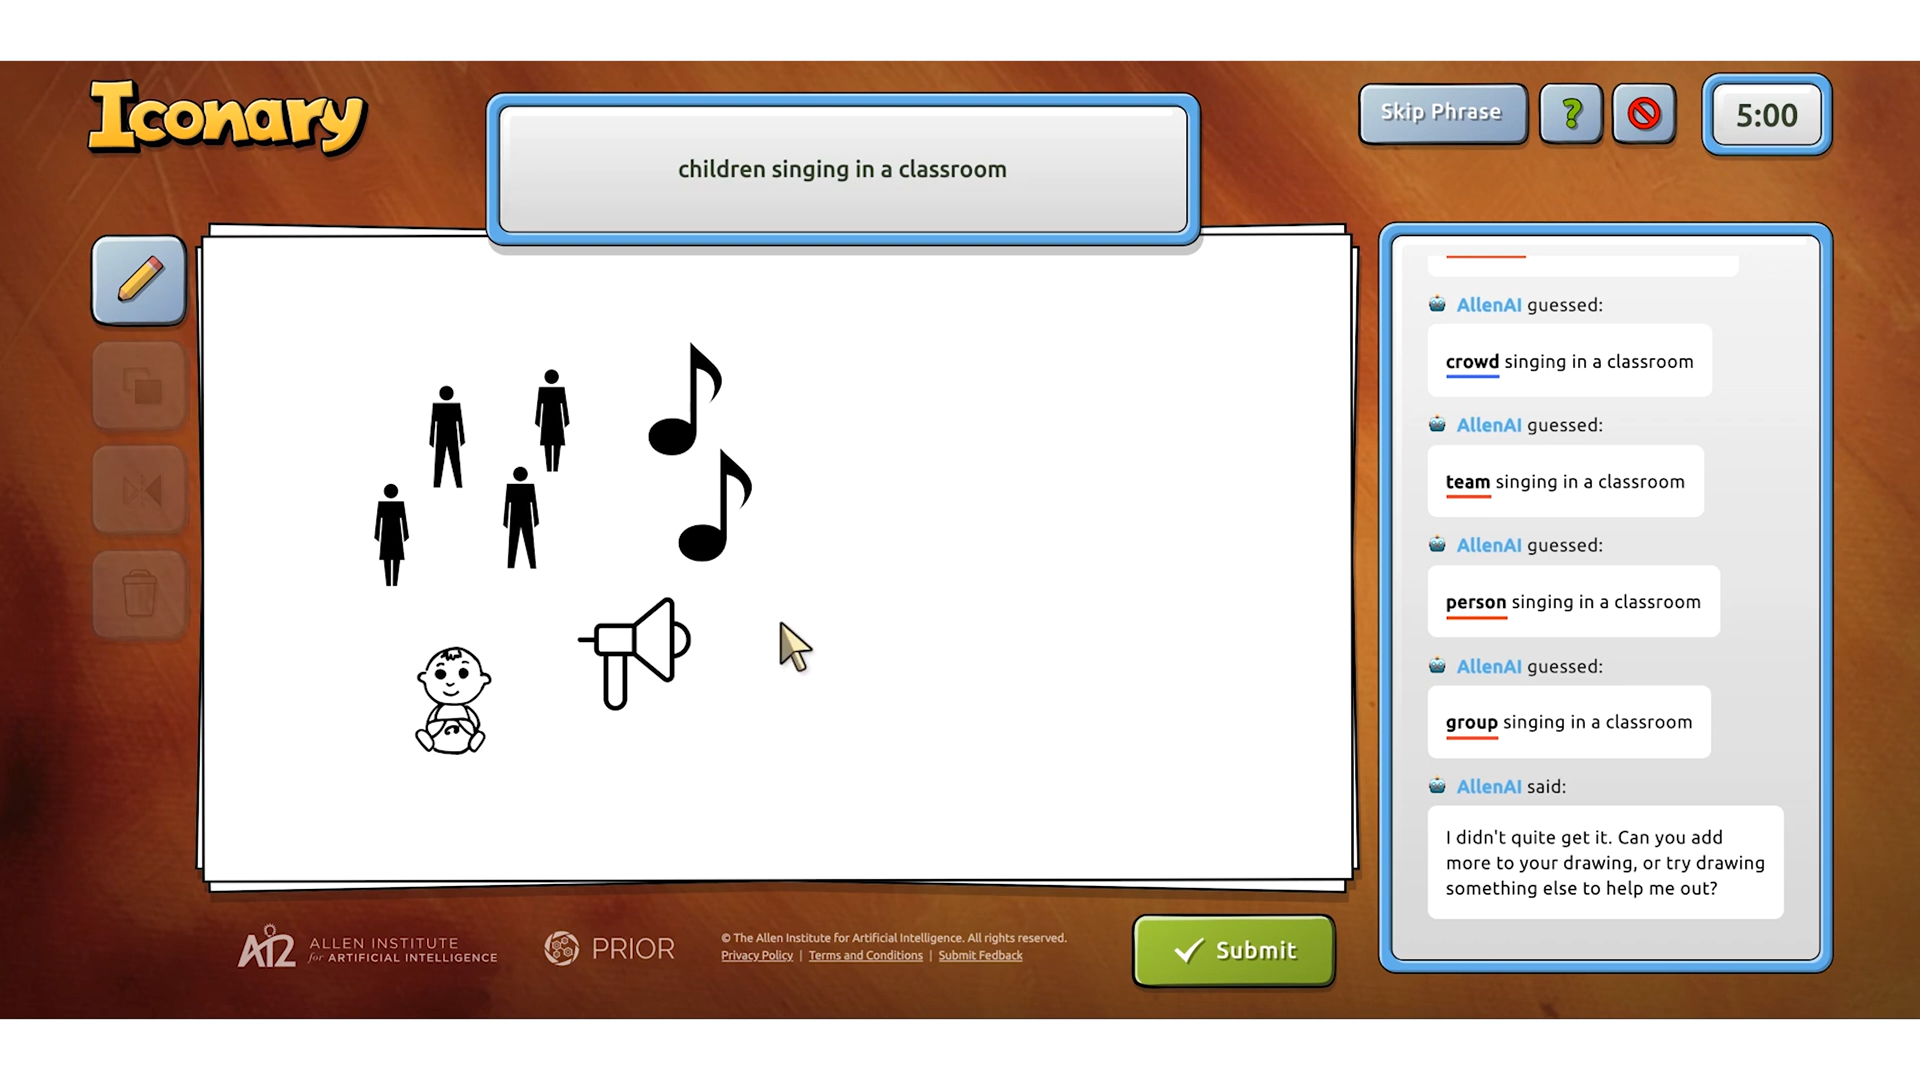 Iconary
children singing in a classroom
Skip Phrase
?
5:00
AllenAI guessed:
crowd singing in a classroom
AllenAI guessed:
team singing in a classroom
AllenAI guessed:
person singing in a classroom
AllenAI guessed:
group singing in a classroom
AllenAI said:
I didn't quite get it. Can you add
more to your drawing, or try drawing
something else to help me out?
AI2 ALLEN INSTITUTE
for ARTIFICIAL INTELLIGENCE
PRIOR
© The Allen Institute for Artificial Intelligence. All rights reserved.
Privacy Policy | Terms and Conditions | Submit Fedback
Submit